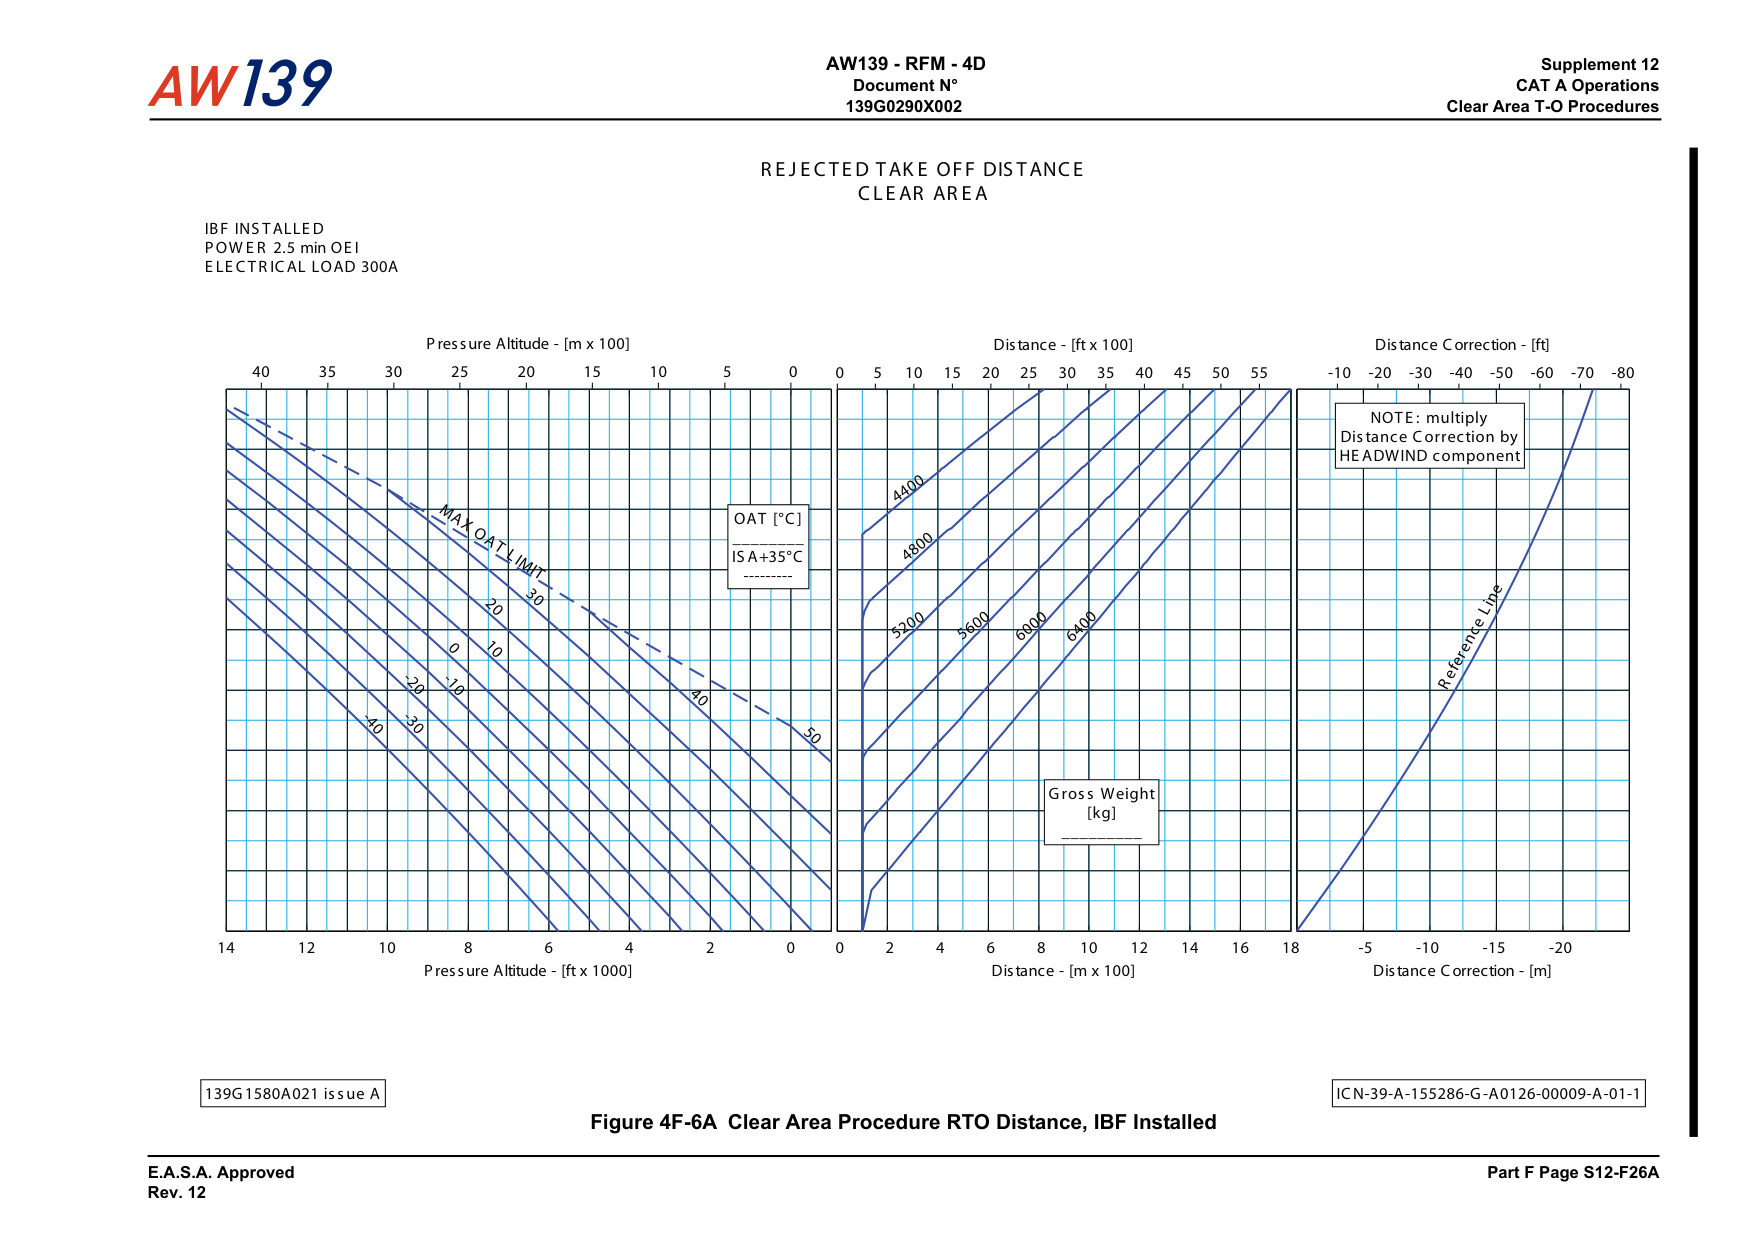 AW139
AW139 - RFM - 4D
Document N°
139G0290X002
Supplement 12
CAT A Operations
Clear Area T-O Procedures
REJECTED TAKE OFF DISTANCE
CLEAR AREA
IBF INSTALLED
POWER 2.5 min OEI
ELECTRICAL LOAD 300A
Pressure Altitude - [m x 100]
40 35 30 25 20 15 10 5 0
Distance - [ft x 100]
0 5 10 15 20 25 30 35 40 45 50 55
Distance Correction - [ft]
-10 -20 -30 -40 -50 -60 -70 -80
MAX OAT LIMIT
OAT [°C]
ISA+35°C
30
20
10
0
-10
-20
-30
-40
40
50
4400
4800
5200
5600
6000
6400
Gross Weight
[kg]
NOTE: multiply
Distance Correction by
HEADWIND component
Reference Line
14 12 10 8 6 4 2 0
Pressure Altitude - [ft x 1000]
0 2 4 6 8 10 12 14 16 18
Distance - [m x 100]
-5 -10 -15 -20
Distance Correction - [m]
139G1580A021 issue A
ICN-39-A-155286-G-A0126-00009-A-01-1
Figure 4F-6A Clear Area Procedure RTO Distance, IBF Installed
E.A.S.A. Approved
Rev. 12
Part F Page S12-F26A